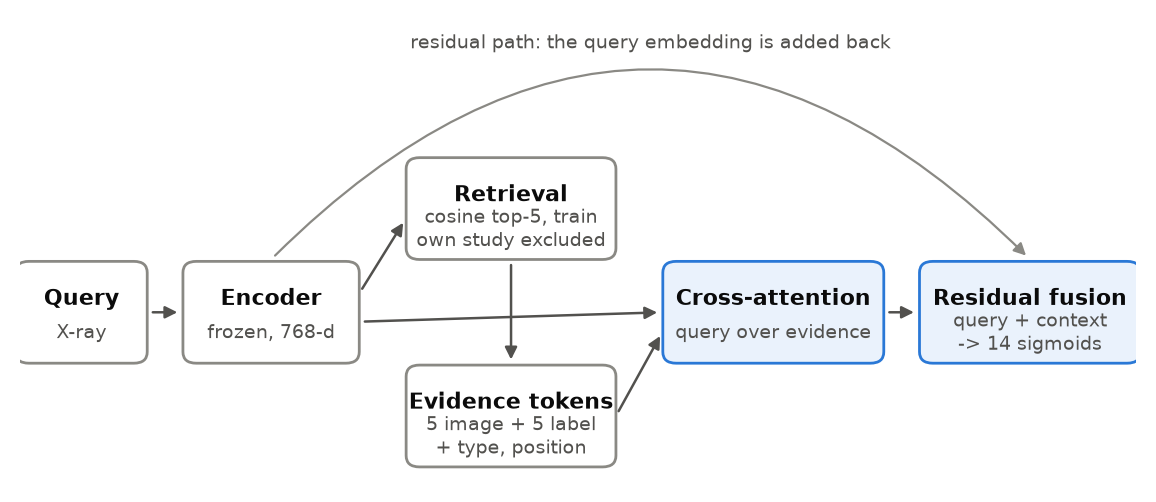 residual path: the query embedding is added back
Retrieval
cosine top-5, train
own study excluded
Query
X-ray
Encoder
frozen, 768-d
Cross-attention
query over evidence
Residual fusion
query + context
-> 14 sigmoids
Evidence tokens
5 image + 5 label
+ type, position